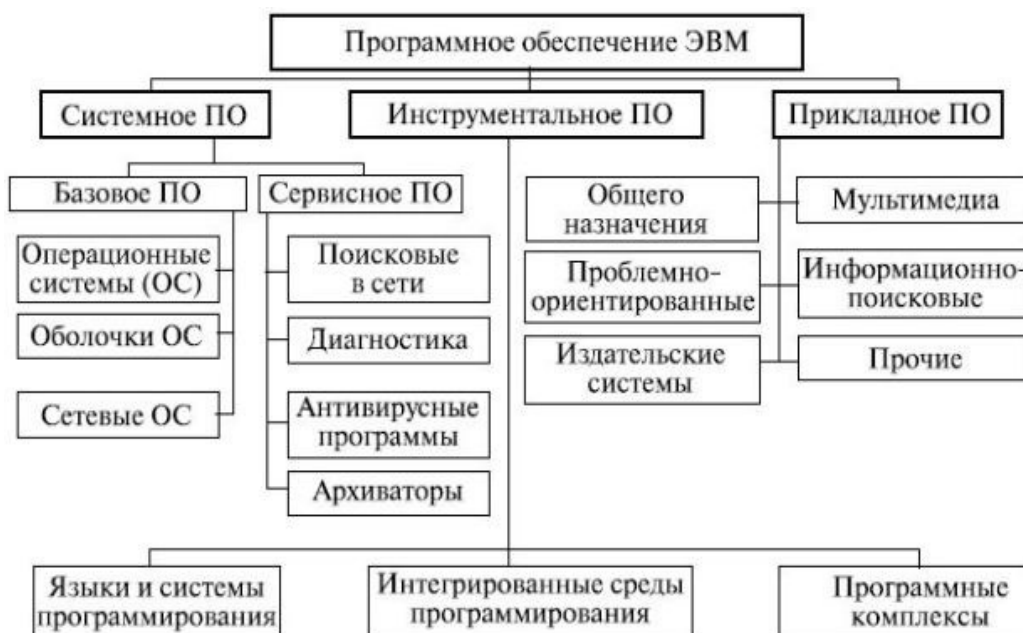 Программное обеспечение ЭВМ
Системное ПО
Инструментальное ПО
Прикладное ПО
Базовое ПО
Сервисное ПО
Операционные
системы (ОС)
Оболочки ОС
Сетевые ОС
Поисковые
в сети
Диагностика
Антивирусные
программы
Архиваторы
Общего
назначения
Проблемно-
ориентированные
Издательские
системы
Мультимедиа
Информационно-
поисковые
Прочие
Языки и системы
программирования
Интегрированные среды
программирования
Программные
комплексы